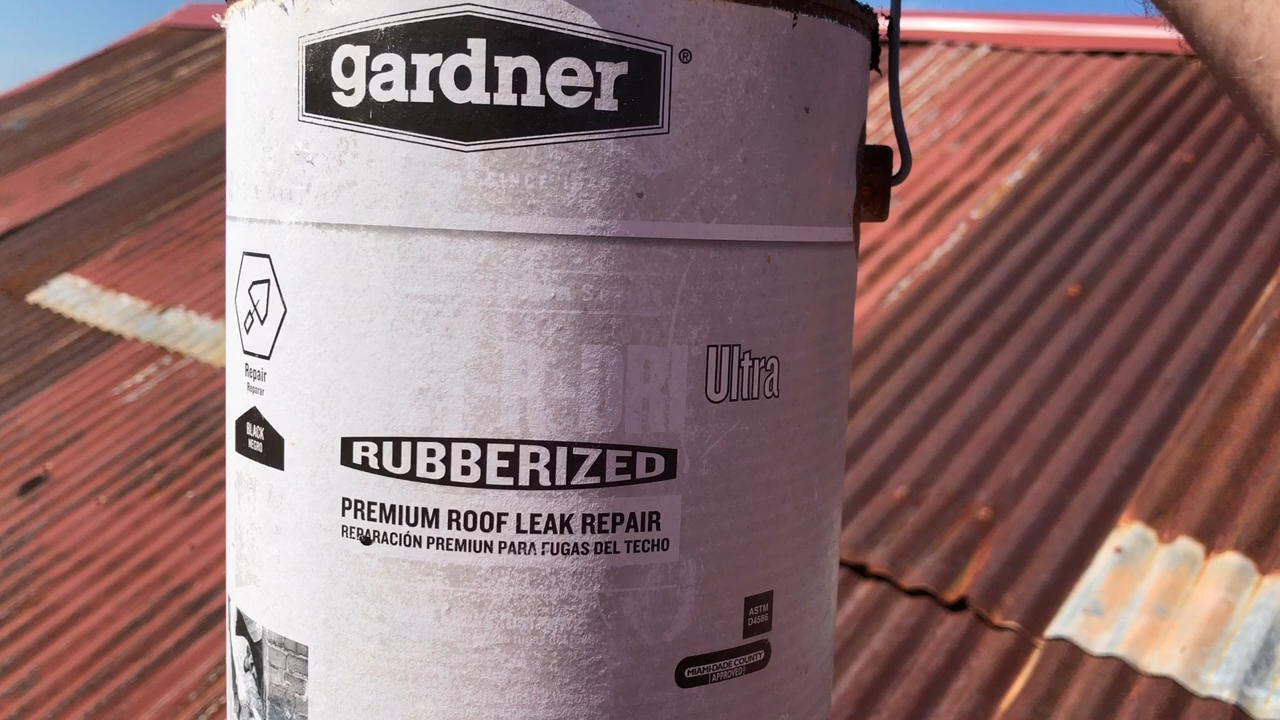 gardner®
SINCE
Ultra
Repair
Reparar
BLACK
NEGRO
RUBBERIZED
PREMIUM ROOF LEAK REPAIR
REPARACIÓN PREMIUN PARA FUGAS DEL TECHO
ASTM
D4586
MIAMI-DADE COUNTY
APPROVED